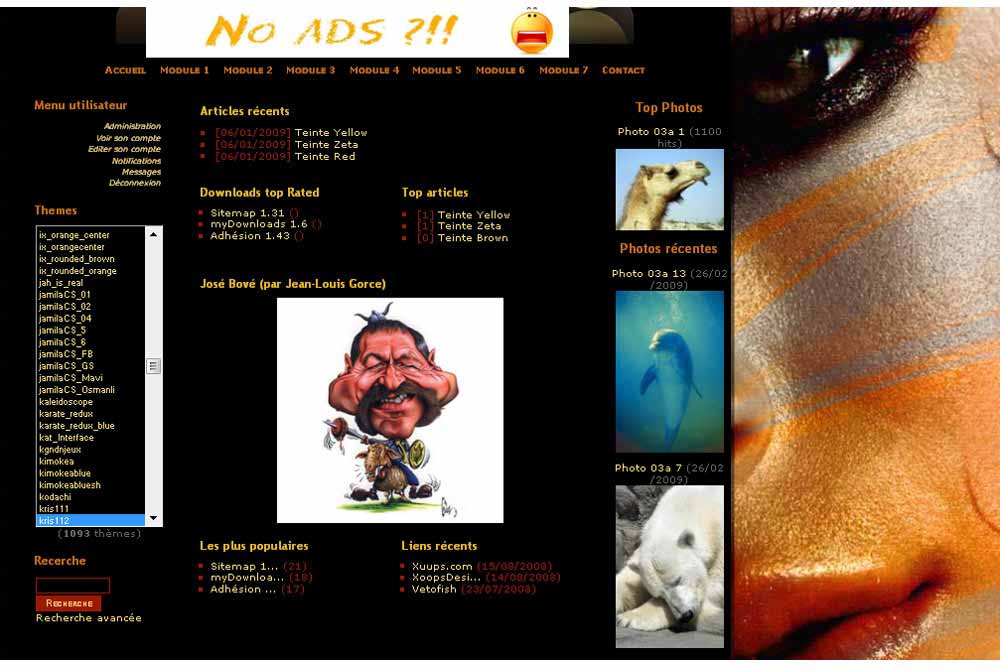 No ADS ?!!
Accueil Module 1 Module 2 Module 3 Module 4 Module 5 Module 6 Module 7 Contact
Menu utilisateur
Administration
Voir son compte
Editer son compte
Notifications
Messages
Déconnexion
Themes
ix_orange_center
ix_orangecenter
ix_rounded_brown
ix_rounded_orange
jah_is_real
jamilaCS_01
jamilaCS_02
jamilaCS_04
jamilaCS_5
jamilaCS_6
jamilaCS_FB
jamilaCS_GS
jamilaCS_Mavi
jamilaCS_Osmanli
kaleidoscope
karate_redux
karate_redux_blue
kat_Interface
kgndnjeux
kimokea
kimokeablue
kimokeabluesh
kodachi
kris111
kris112
(1093 thèmes)
Recerche
Recherche
Recherche avancée
Articles récents
[06/01/2009] Teinte Yellow
[06/01/2009] Teinte Zeta
[06/01/2009] Teinte Red
Downloads top Rated
Sitemap 1.31 ()
myDownloads 1.6 ()
Adhésion 1.43 ()
Top articles
[1] Teinte Yellow
[1] Teinte Zeta
[0] Teinte Brown
José Bové (par Jean-Louis Gorce)
Les plus populaires
Sitemap 1... (21)
myDownloa... (18)
Adhésion ... (17)
Liens récents
Xuups.com (15/08/2008)
XoopsDesi... (14/08/2008)
Vetofish (23/07/2008)
Top Photos
Photo 03a 1 (1100
hits)
Photos récentes
Photo 03a 13 (26/02
/2009)
Photo 03a 7 (26/02
/2009)